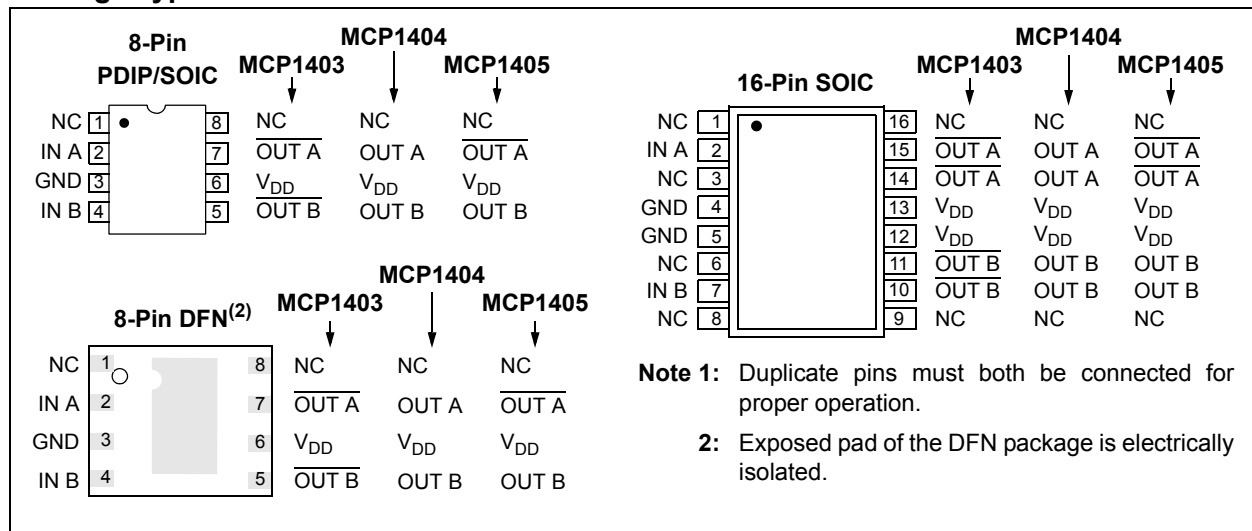 8-Pin
PDIP/SOIC
MCP1403
MCP1404
MCP1405
NC 1 8 NC NC NC
IN A 2 7 OUT A OUT A OUT A
GND 3 6 VDD VDD VDD
IN B 4 5 OUT B OUT B OUT B
8-Pin DFN(2)
MCP1403
MCP1404
MCP1405
NC 1 8 NC NC NC
IN A 2 7 OUT A OUT A OUT A
GND 3 6 VDD VDD VDD
IN B 4 5 OUT B OUT B OUT B
16-Pin SOIC
MCP1403
MCP1404
MCP1405
NC 1 16 NC NC NC
IN A 2 15 OUT A OUT A OUT A
NC 3 14 OUT A OUT A OUT A
GND 4 13 VDD VDD VDD
GND 5 12 VDD VDD VDD
NC 6 11 OUT B OUT B OUT B
IN B 7 10 OUT B OUT B OUT B
NC 8 9 NC NC NC
Note 1: Duplicate pins must both be connected for
proper operation.
2: Exposed pad of the DFN package is electrically
isolated.